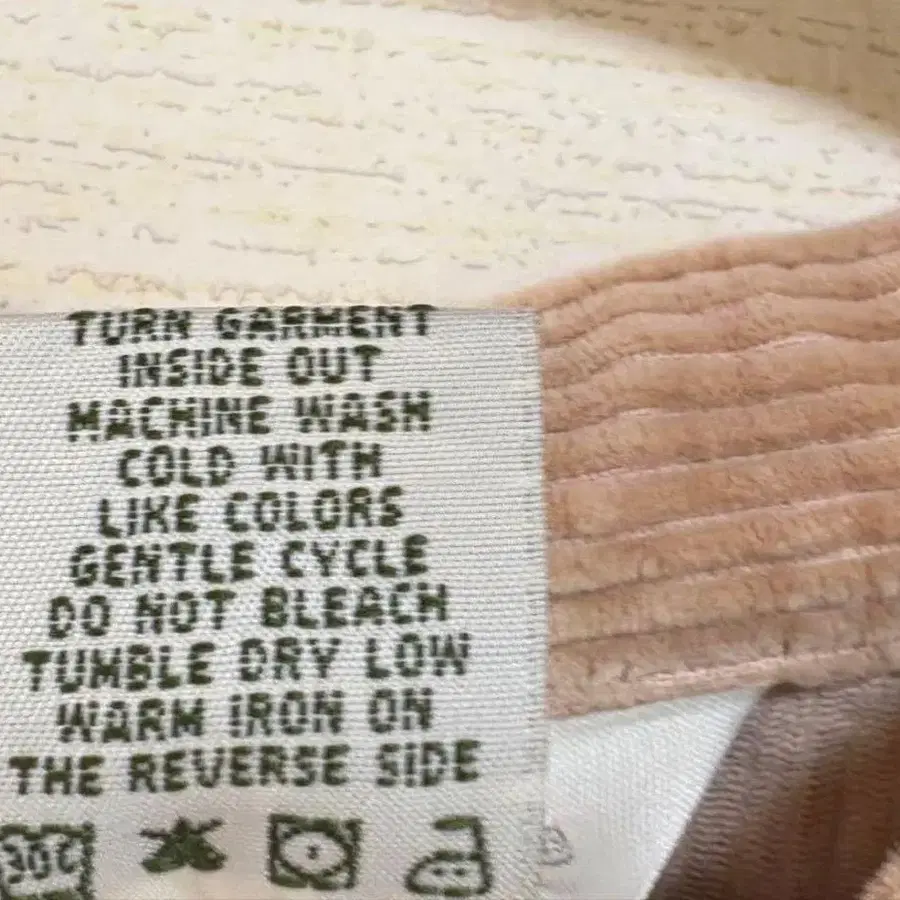 TURN GARMENT
INSIDE OUT
MACHINE WASH
COLD WITH
LIKE COLORS
GENTLE CYCLE
DO NOT BLEACH
TUMBLE DRY LOW
WARM IRON ON
THE REVERSE SIDE
30C